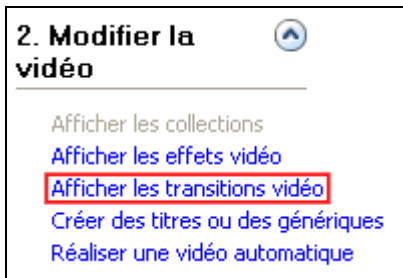 2. Modifier la
vidéo
Afficher les collections
Afficher les effets vidéo
Afficher les transitions vidéo
Créer des titres ou des génériques
Réaliser une vidéo automatique